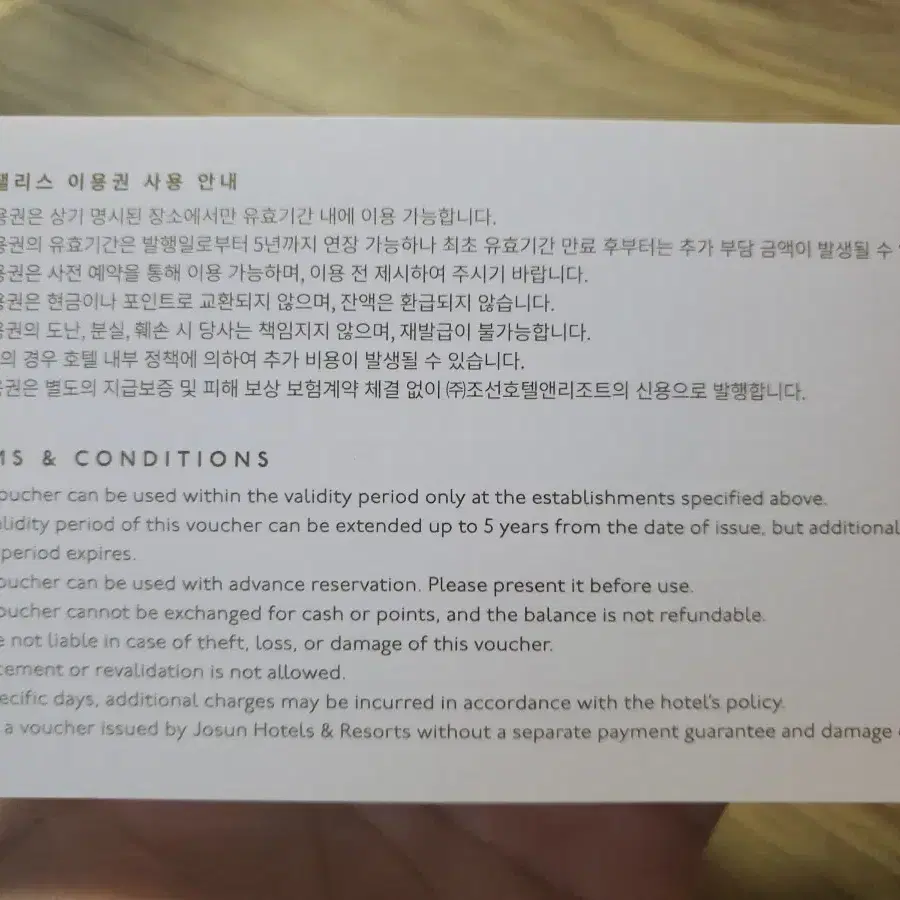 팰리스 이용권 사용 안내
용권은 상기 명시된 장소에서만 유효기간 내에 이용 가능합니다.
용권의 유효기간은 발행일로부터 5년까지 연장 가능하나 최초 유효기간 만료 후부터는 추가 부담 금액이 발생될 수
용권은 사전 예약을 통해 이용 가능하며, 이용 전 제시하여 주시기 바랍니다.
용권은 현금이나 포인트로 교환되지 않으며, 잔액은 환급되지 않습니다.
용권의 도난, 분실, 훼손 시 당사는 책임지지 않으며, 재발급이 불가능합니다.
의 경우 호텔 내부 정책에 의하여 추가 비용이 발생될 수 있습니다.
용권은 별도의 지급보증 및 피해 보상 보험계약 체결 없이 ㈜조선호텔앤리조트의 신용으로 발행합니다.
MS & CONDITIONS
oucher can be used within the validity period only at the establishments specified above.
alidity period of this voucher can be extended up to 5 years from the date of issue, but additional
period expires.
oucher can be used with advance reservation. Please present it before use.
oucher cannot be exchanged for cash or points, and the balance is not refundable.
e not liable in case of theft, loss, or damage of this voucher.
cement or revalidation is not allowed.
ecific days, additional charges may be incurred in accordance with the hotel's policy.
a voucher issued by Josun Hotels & Resorts without a separate payment guarantee and damage